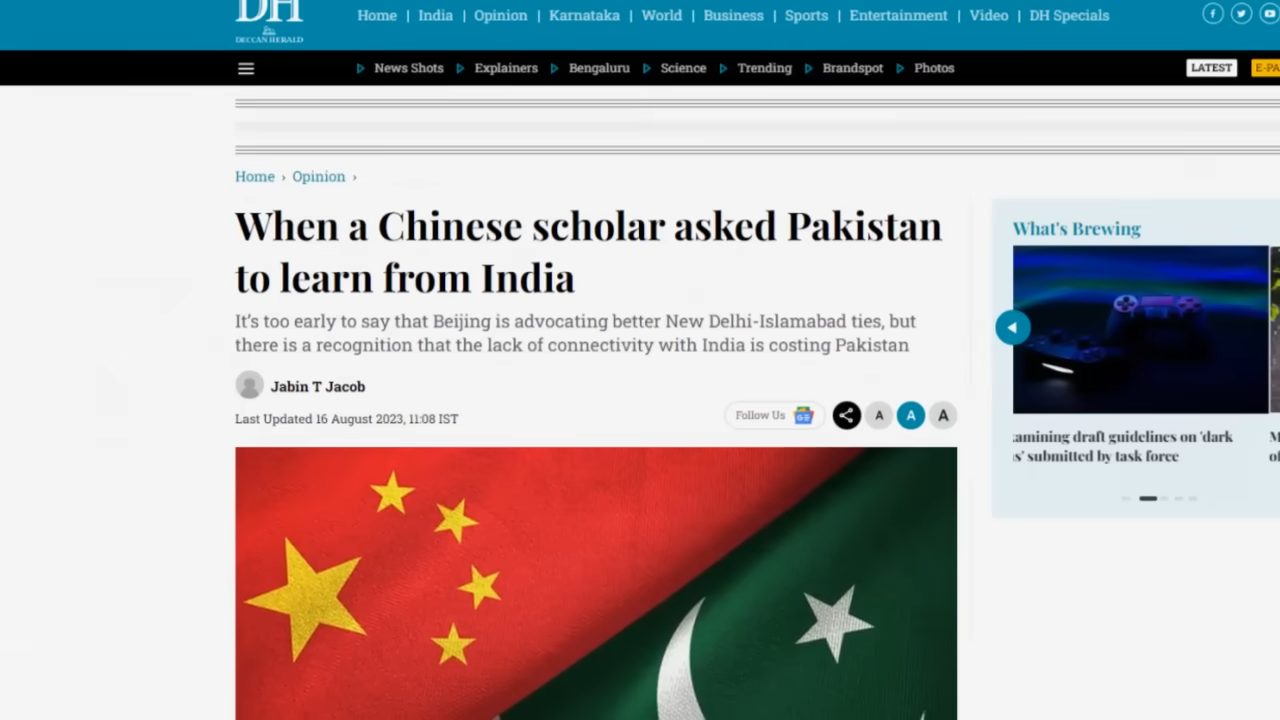 DH
DECCAN HERALD
Home | India | Opinion | Karnataka | World | Business | Sports | Entertainment | Video | DH Specials
News Shots Explainers Bengaluru Science Trending Brandspot Photos
LATEST
E-PA
Home › Opinion ›
When a Chinese scholar asked Pakistan
to learn from India
It's too early to say that Beijing is advocating better New Delhi-Islamabad ties, but
there is a recognition that the lack of connectivity with India is costing Pakistan
Jabin T Jacob
Last Updated 16 August 2023, 11:08 IST
Follow Us
A A A
What's Brewing
amining draft guidelines on 'dark
s' submitted by task force
M
of